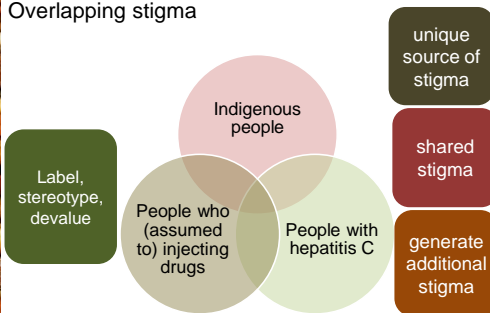 Overlapping stigma
unique
source of
stigma
Indigenous
people
shared
stigma
Label,
stereotype,
devalue
People who
(assumed
to) injecting
drugs
People with
hepatitis C
generate
additional
stigma